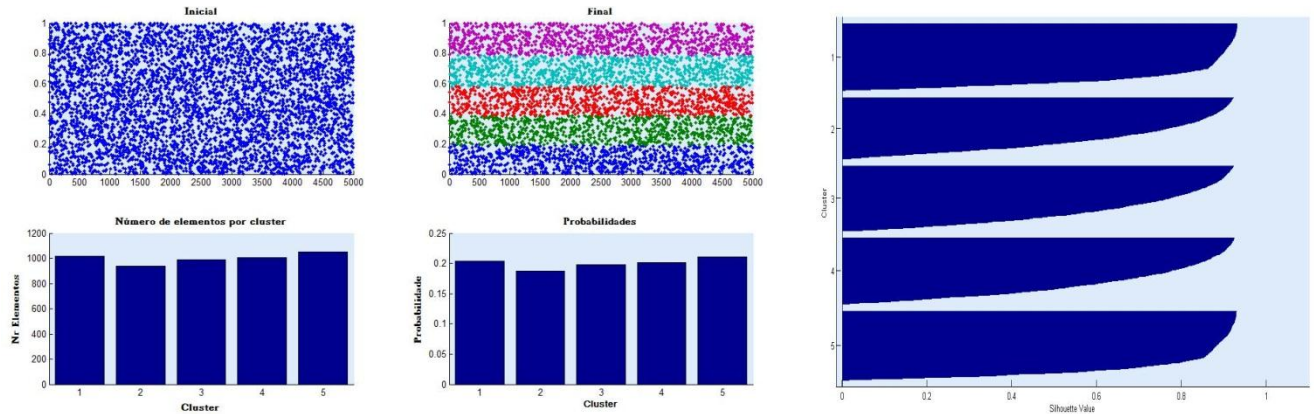 Inicial
1
0.8
0.6
0.4
0.2
0
0 500 1000 1500 2000 2500 3000 3500 4000 4500 5000
Final
1
0.8
0.6
0.4
0.2
0
0 500 1000 1500 2000 2500 3000 3500 4000 4500 5000
Número de elementos por cluster
Nr Elementos
1200
1000
800
600
400
200
0
1 2 3 4 5
Cluster
Probabilidades
Probabilidade
0.25
0.2
0.15
0.1
0.05
0
1 2 3 4 5
Cluster
Cluster
1
2
3
4
5
0 0.2 0.4 0.6 0.8 1
Silhouette Value